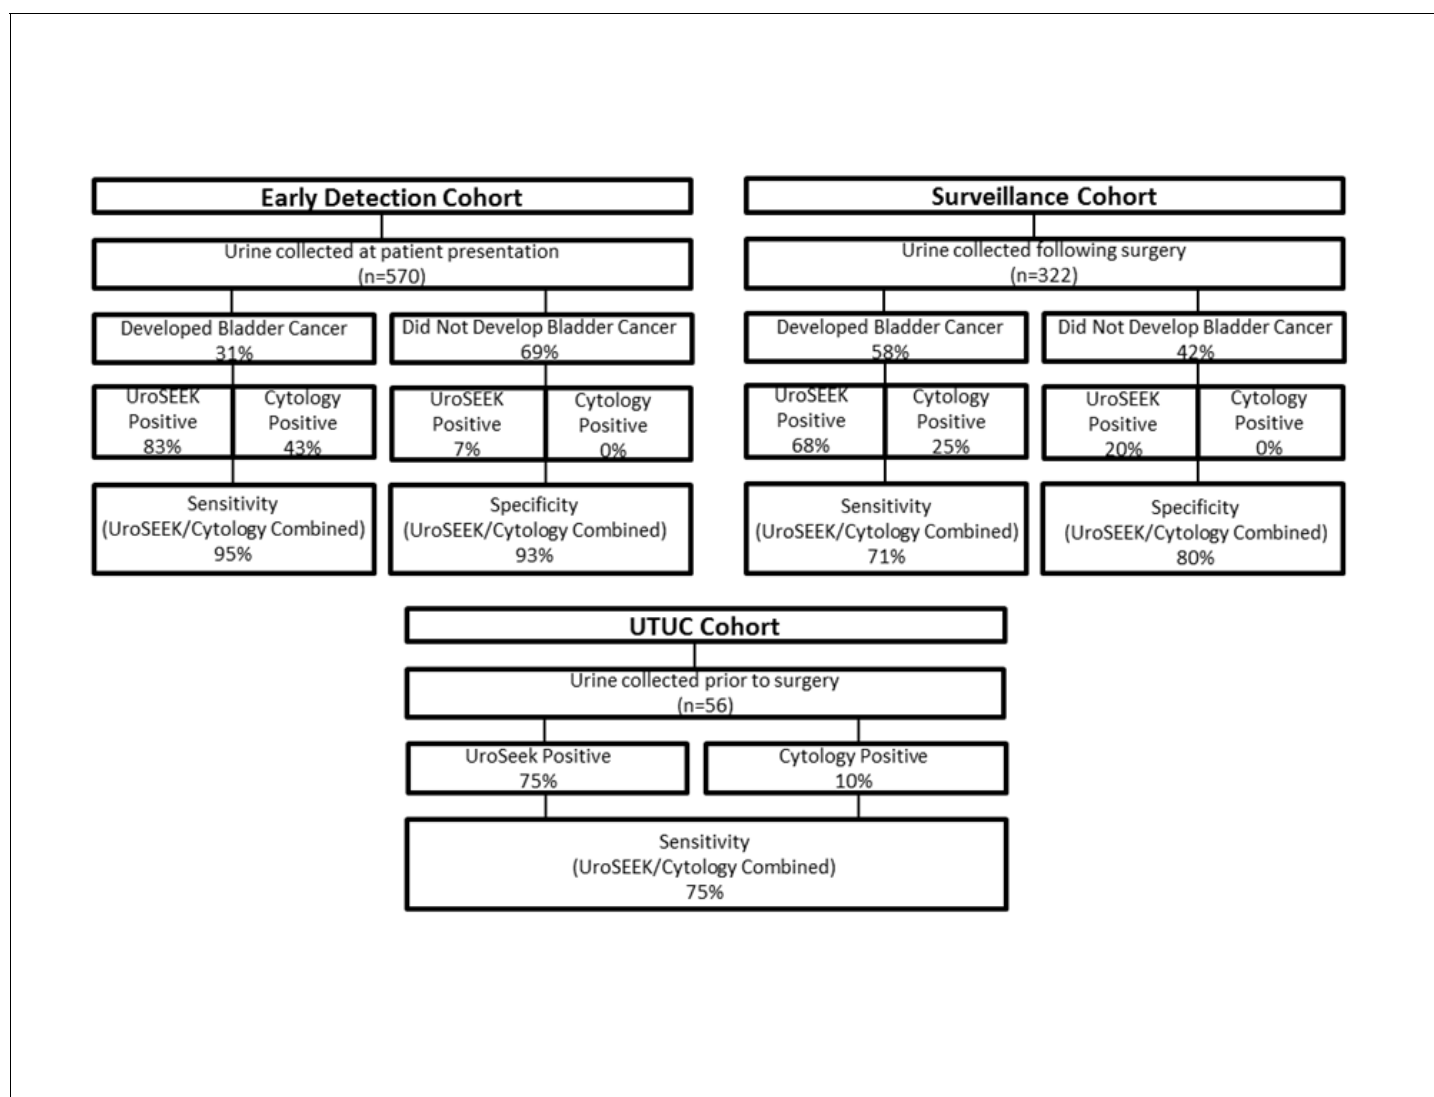 Early Detection Cohort
Urine collected at patient presentation
(n=570)
Developed Bladder Cancer
31%
Did Not Develop Bladder Cancer
69%
UroSEEK
Positive
83%
Cytology
Positive
43%
UroSEEK
Positive
7%
Cytology
Positive
0%
Sensitivity
(UroSEEK/Cytology Combined)
95%
Specificity
(UroSEEK/Cytology Combined)
93%
Surveillance Cohort
Urine collected following surgery
(n=322)
Developed Bladder Cancer
58%
Did Not Develop Bladder Cancer
42%
UroSEEK
Positive
68%
Cytology
Positive
25%
UroSEEK
Positive
20%
Cytology
Positive
0%
Sensitivity
(UroSEEK/Cytology Combined)
71%
Specificity
(UroSEEK/Cytology Combined)
80%
UTUC Cohort
Urine collected prior to surgery
(n=56)
UroSeek Positive
75%
Cytology Positive
10%
Sensitivity
(UroSEEK/Cytology Combined)
75%